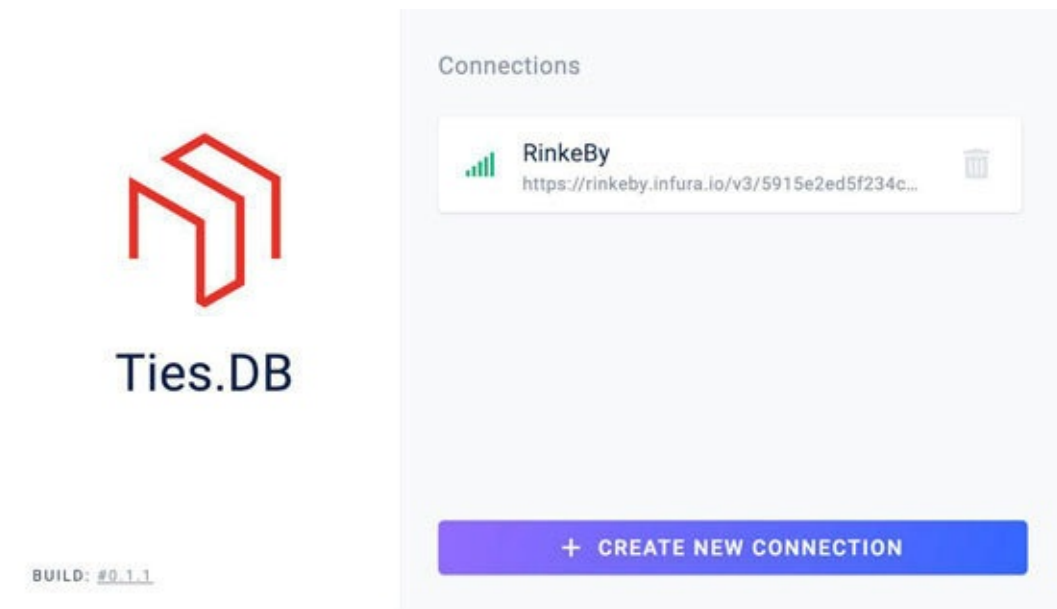 Ties.DB
BUILD: #0.1.1
Connections
RinkeBy
https://rinkeby.infura.io/v3/5915e2ed5f234c...
+ CREATE NEW CONNECTION